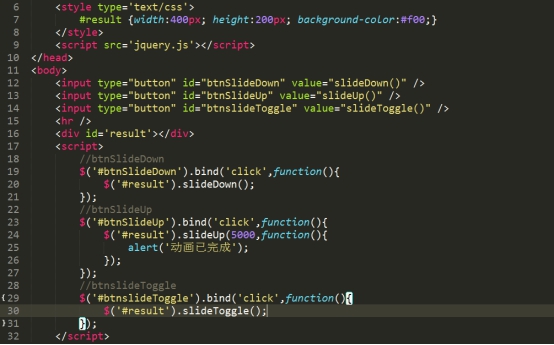 6 <style type='text/css'>
7 #result {width:400px; height:200px; background-color:#f00;}
8 </style>
9 <script src='jquery.js'></script>
10 </head>
11 <body>
12 <input type="button" id="btnSlideDown" value="slideDown()" />
13 <input type="button" id="btnSlideUp" value="slideUp()" />
14 <input type="button" id="btnslideToggle" value="slideToggle()" />
15 <hr />
16 <div id='result'></div>
17 <script>
18 //btnSlideDown
19 $('#btnSlideDown').bind('click',function(){
20 $('#result').slideDown();
21 });
22 //btnSlideUp
23 $('#btnSlideUp').bind('click',function(){
24 $('#result').slideUp(5000,function(){
25 alert('动画已完成');
26 });
27 });
28 //btnslideToggle
29 $('#btnslideToggle').bind('click',function(){
30 $('#result').slideToggle();
31 });
32 </script>